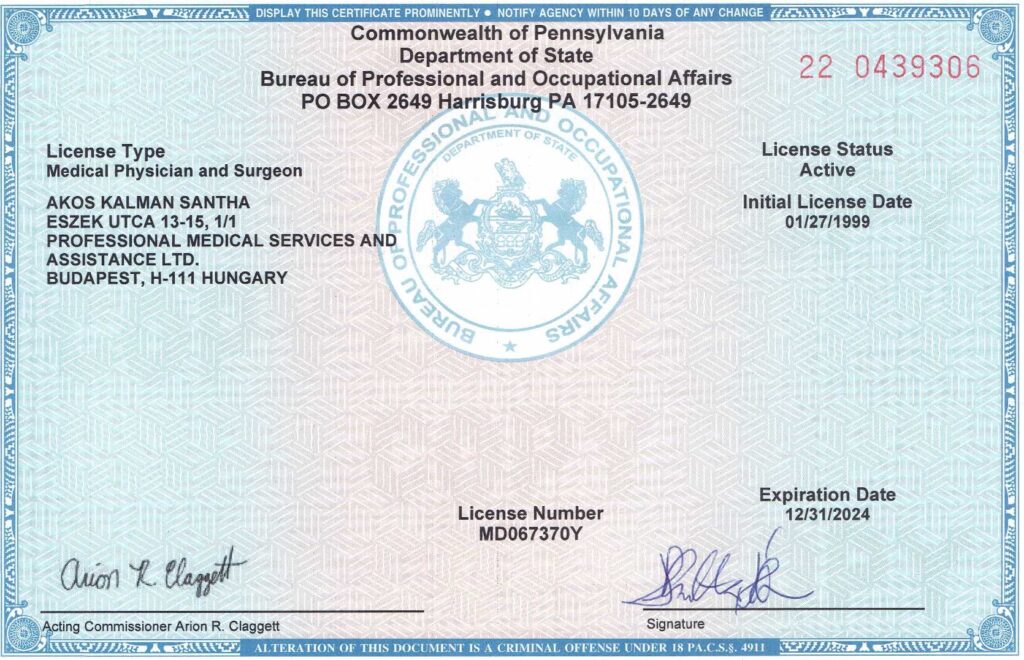 DISPLAY THIS CERTIFICATE PROMINENTLY ● NOTIFY AGENCY WITHIN 10 DAYS OF ANY CHANGE
Commonwealth of Pennsylvania
Department of State
Bureau of Professional and Occupational Affairs
PO BOX 2649 Harrisburg PA 17105-2649
22 0439306
BUREAU OF PROFESSIONAL AND OCCUPATIONAL AFFAIRS
DEPARTMENT OF STATE
License Type
Medical Physician and Surgeon
AKOS KALMAN SANTHA
ESZEK UTCA 13-15, 1/1
PROFESSIONAL MEDICAL SERVICES AND
ASSISTANCE LTD.
BUDAPEST, H-111 HUNGARY
License Status
Active
Initial License Date
01/27/1999
License Number
MD067370Y
Expiration Date
12/31/2024
Arion R. Claggett
Acting Commissioner Arion R. Claggett
Signature
ALTERATION OF THIS DOCUMENT IS A CRIMINAL OFFENSE UNDER 18 PA.C.S.§. 4911